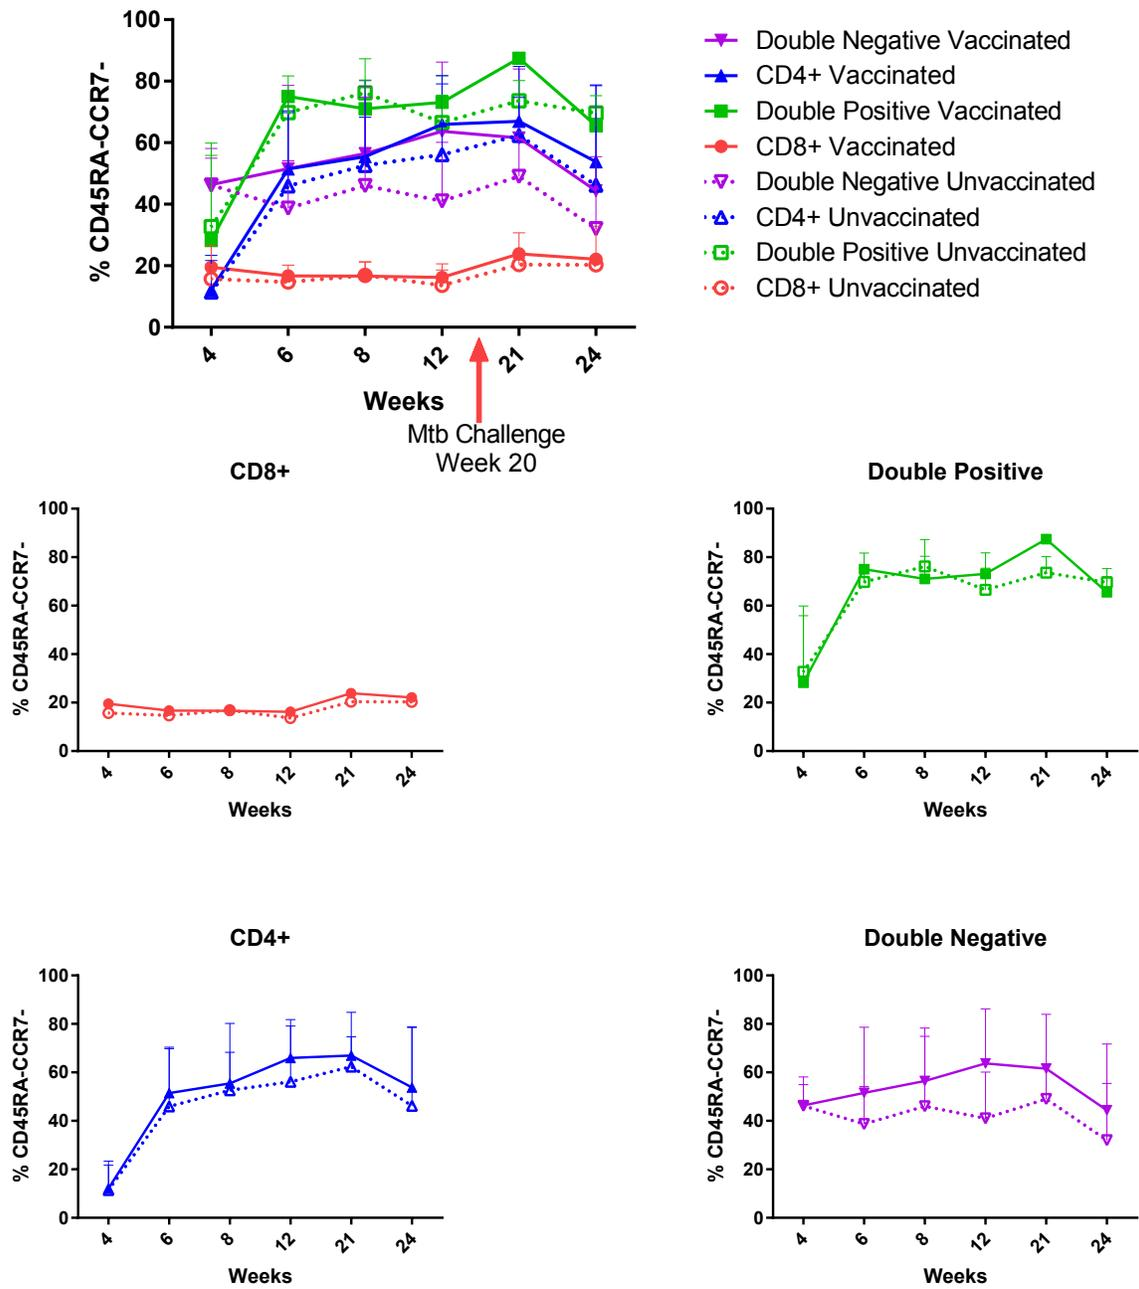 100
80
60
40
20
0
% CD45RA-CCR7-
4 6 8 12 21 24
Weeks
Mtb Challenge
Week 20
Double Negative Vaccinated
CD4+ Vaccinated
Double Positive Vaccinated
CD8+ Vaccinated
Double Negative Unvaccinated
CD4+ Unvaccinated
Double Positive Unvaccinated
CD8+ Unvaccinated
CD8+
100
80
60
40
20
0
% CD45RA-CCR7-
4 6 8 12 21 24
Weeks
Double Positive
100
80
60
40
20
0
% CD45RA-CCR7-
4 6 8 12 21 24
Weeks
CD4+
100
80
60
40
20
0
% CD45RA-CCR7-
4 6 8 12 21 24
Weeks
Double Negative
100
80
60
40
20
0
% CD45RA-CCR7-
4 6 8 12 21 24
Weeks